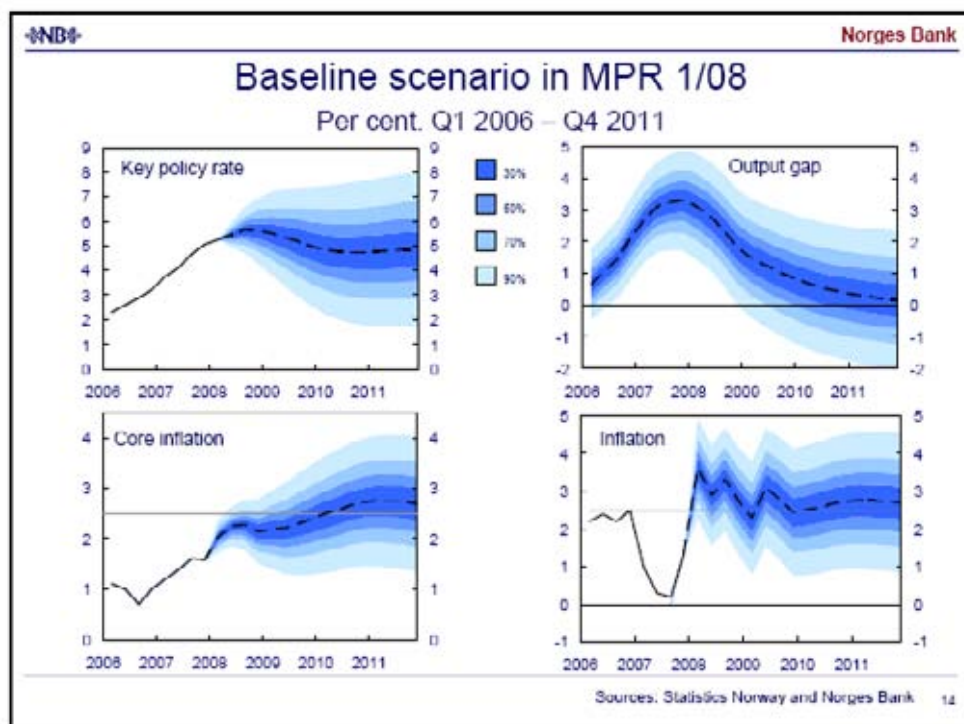 NB
Norges Bank
Baseline scenario in MPR 1/08
Per cent. Q1 2006 – Q4 2011
Key policy rate
9 8 7 6 5 4 3 2 1 0
9 8 7 6 5 4 3 2 1 0
2006 2007 2008 2009 2010 2011
30%
50%
70%
90%
Output gap
5 4 3 2 1 0 -1 -2
5 4 3 2 1 0 -1 -2
2006 2007 2008 2009 2010 2011
Core inflation
4 3 2 1 0
4 3 2 1 0
2006 2007 2008 2009 2010 2011
Inflation
5 4 3 2 1 0 -1
5 4 3 2 1 0 -1
2006 2007 2008 2009 2010 2011
Sources: Statistics Norway and Norges Bank
14